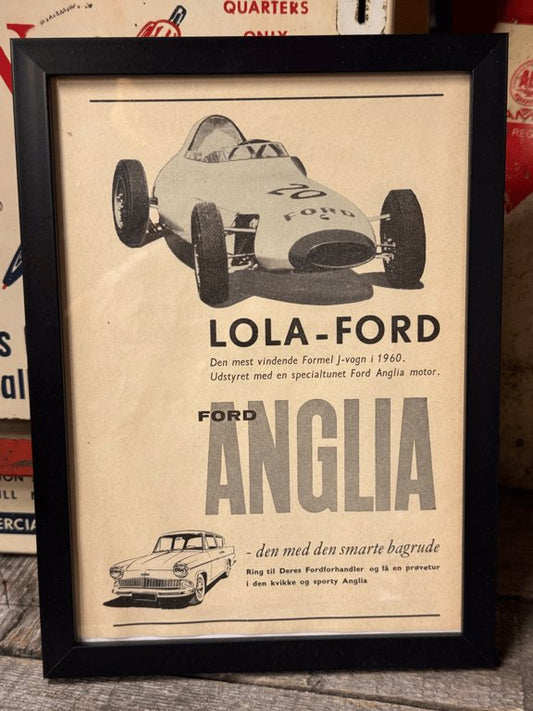 QUARTERS
ONLY
20
FORD
LOLA-FORD
Den mest vindende Formel J-vogn i 1960.
Udstyret med en specialtunet Ford Anglia motor.
FORD
ANGLIA
- den med den smarte bagrude
Ring til Deres Fordforhandler og få en prøvetur
i den kvikke og sporty Anglia